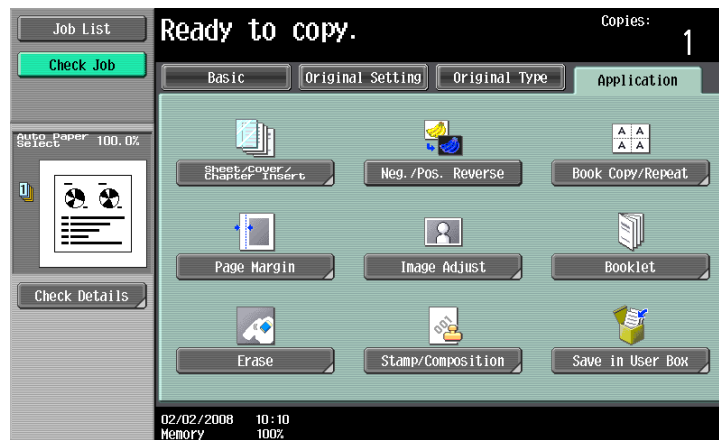 Job List
Ready to copy.
Copies:
1
Check Job
Basic
Original Setting
Original Type
Application
Auto Paper
Select
100.0%
1
Sheet/Cover/
Chapter Insert
Neg./Pos. Reverse
A A
A A
Book Copy/Repeat
Page Margin
Image Adjust
Booklet
Check Details
001
Erase
Stamp/Composition
Save in User Box
02/02/2008 10:10
Memory 100%